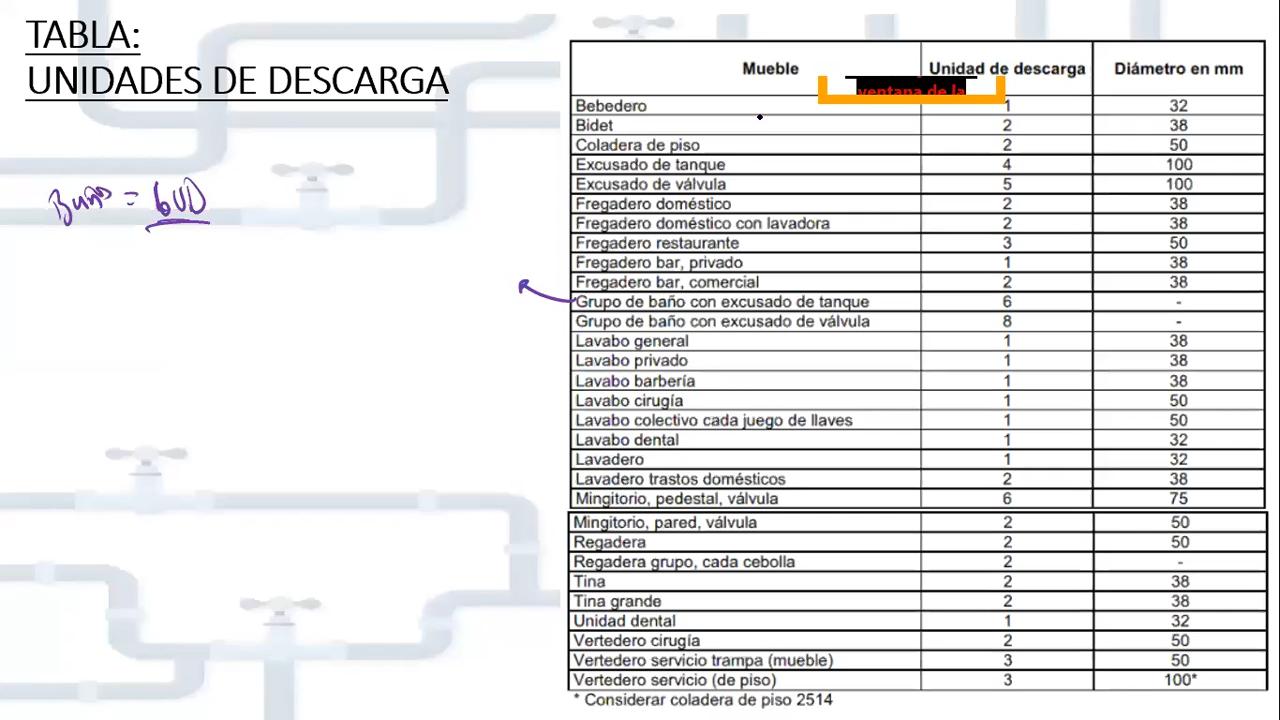 TABLA:
UNIDADES DE DESCARGA
Baño = 6UD
Mueble Unidad de descarga Diámetro en mm
ventana de la
Bebedero 1 32
Bidet 2 38
Coladera de piso 2 50
Excusado de tanque 4 100
Excusado de válvula 5 100
Fregadero doméstico 2 38
Fregadero doméstico con lavadora 2 38
Fregadero restaurante 3 50
Fregadero bar, privado 1 38
Fregadero bar, comercial 2 38
Grupo de baño con excusado de tanque 6 -
Grupo de baño con excusado de válvula 8 -
Lavabo general 1 38
Lavabo privado 1 38
Lavabo barbería 1 38
Lavabo cirugía 1 50
Lavabo colectivo cada juego de llaves 1 50
Lavabo dental 1 32
Lavadero 1 32
Lavadero trastos domésticos 2 38
Mingitorio, pedestal, válvula 6 75
Mingitorio, pared, válvula 2 50
Regadera 2 50
Regadera grupo, cada cebolla 2 -
Tina 2 38
Tina grande 2 38
Unidad dental 1 32
Vertedero cirugía 2 50
Vertedero servicio trampa (mueble) 3 50
Vertedero servicio (de piso) 3 100*
* Considerar coladera de piso 2514